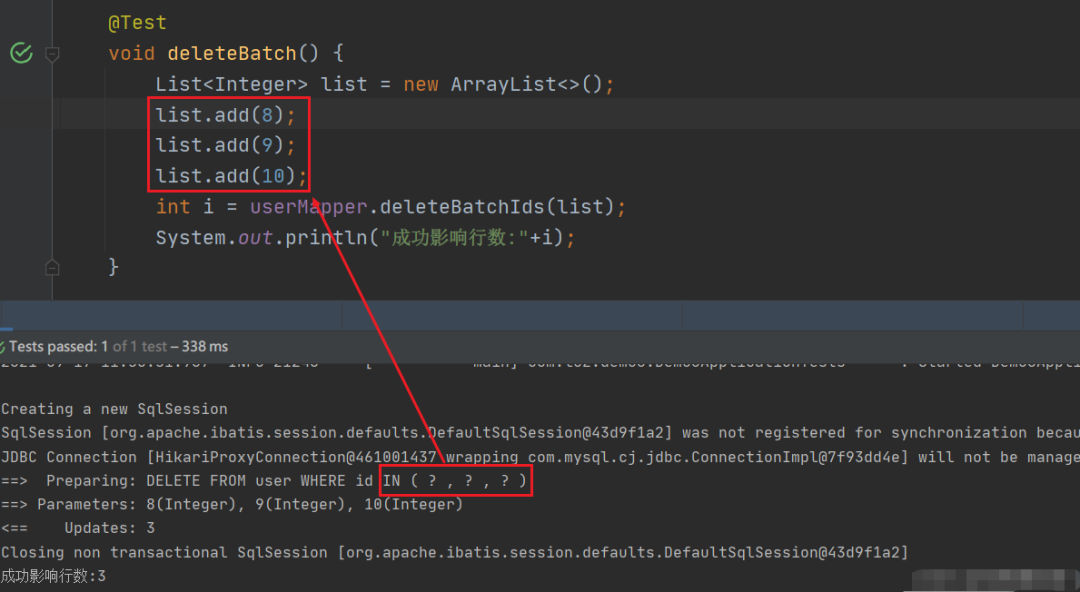 @Test
void deleteBatch() {
List<Integer> list = new ArrayList<>();
list.add(8);
list.add(9);
list.add(10);
int i = userMapper.deleteBatchIds(list);
System.out.println("成功影响行数:"+i);
}
Tests passed: 1 of 1 test – 338 ms
Creating a new SqlSession
SqlSession [org.apache.ibatis.session.defaults.DefaultSqlSession@43d9f1a2] was not registered for synchronization becau
JDBC Connection [HikariProxyConnection@461001437 wrapping com.mysql.cj.jdbc.ConnectionImpl@7f93dd4e] will not be manage
==>  Preparing: DELETE FROM user WHERE id IN ( ? , ? , ? )
==> Parameters: 8(Integer), 9(Integer), 10(Integer)
<==    Updates: 3
Closing non transactional SqlSession [org.apache.ibatis.session.defaults.DefaultSqlSession@43d9f1a2]
成功影响行数:3